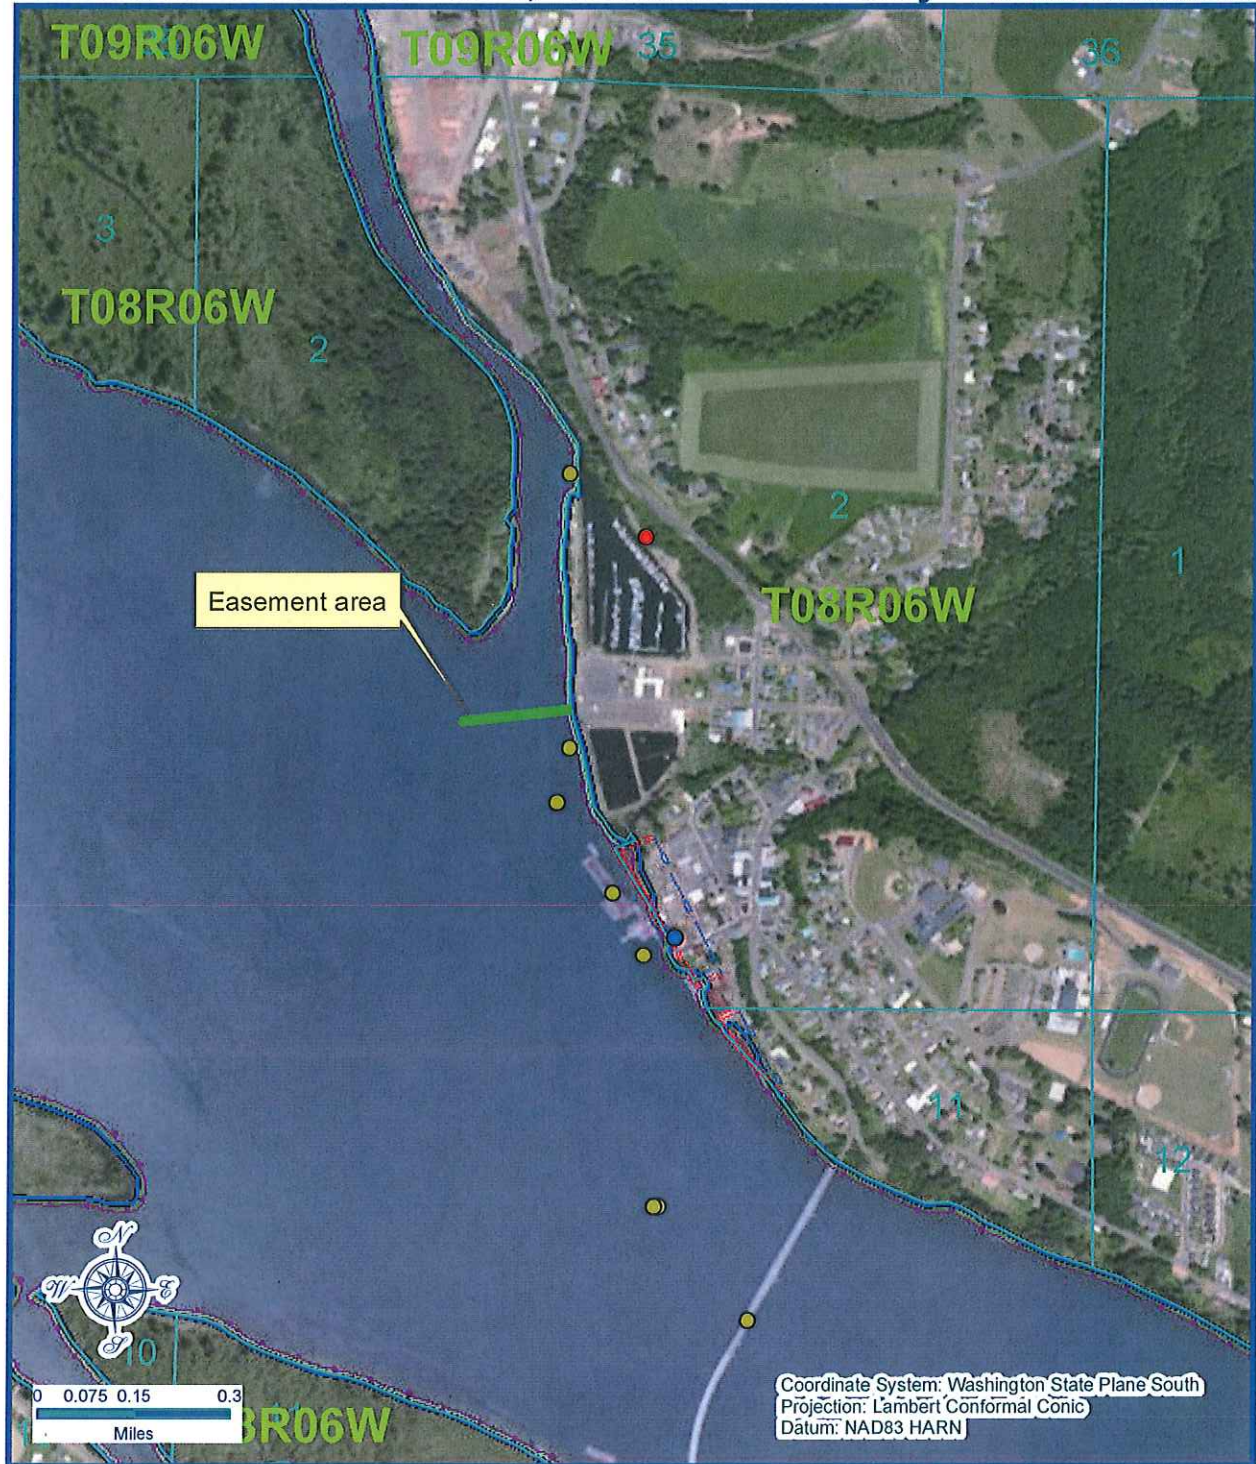 T09R06W
T09R06W
35
36
3
T08R06W
2
2
1
Easement area
T08R06W
11
12
N
W
E
S
10
0 0.075 0.15 0.3
Miles
R06W
Coordinate System: Washington State Plane South
Projection: Lambert Conformal Conic
Datum: NAD83 HARN